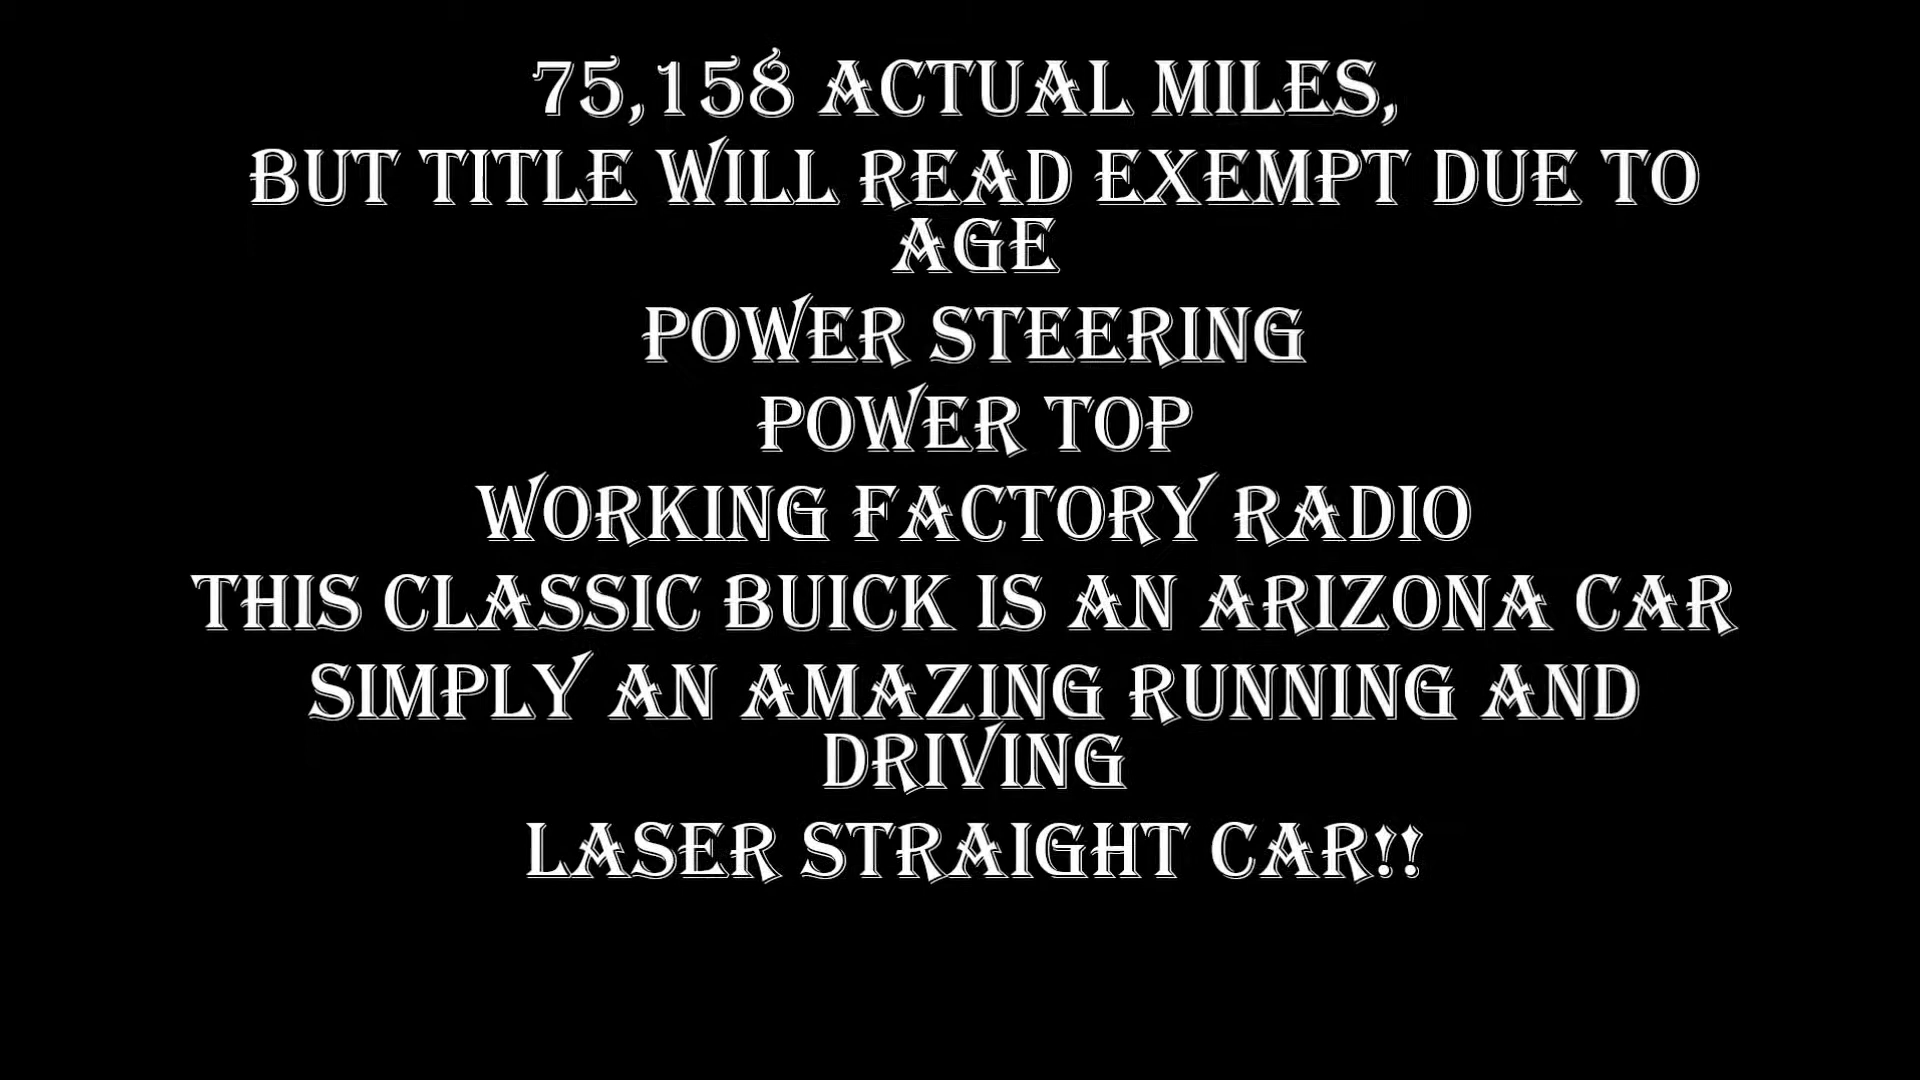 75,158 ACTUAL MILES,
BUT TITLE WILL READ EXEMPT DUE TO
AGE
POWER STEERING
POWER TOP
WORKING FACTORY RADIO
THIS CLASSIC BUICK IS AN ARIZONA CAR
SIMPLY AN AMAZING RUNNING AND
DRIVING
LASER STRAIGHT CAR!!